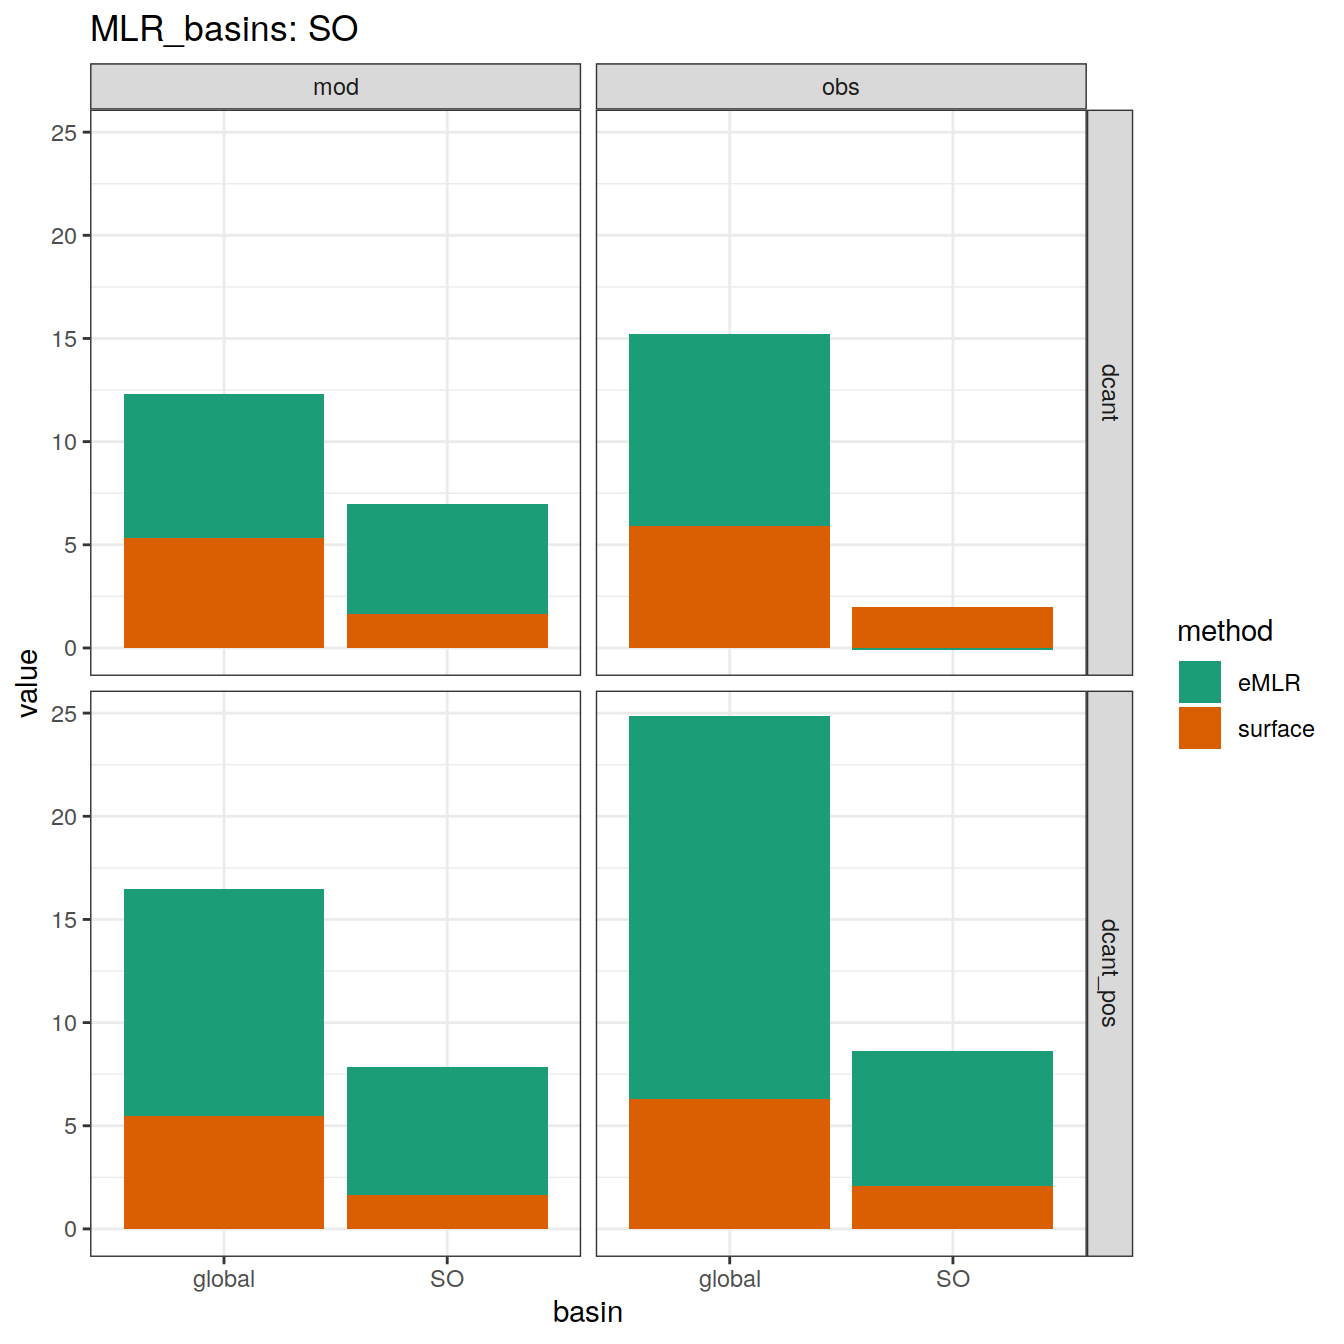 MLR_basins: SO
mod
obs
25
20
15
10
5
0
dcant
25
20
15
10
5
0
dcant_pos
value
global
SO
global
SO
basin
method
eMLR
surface